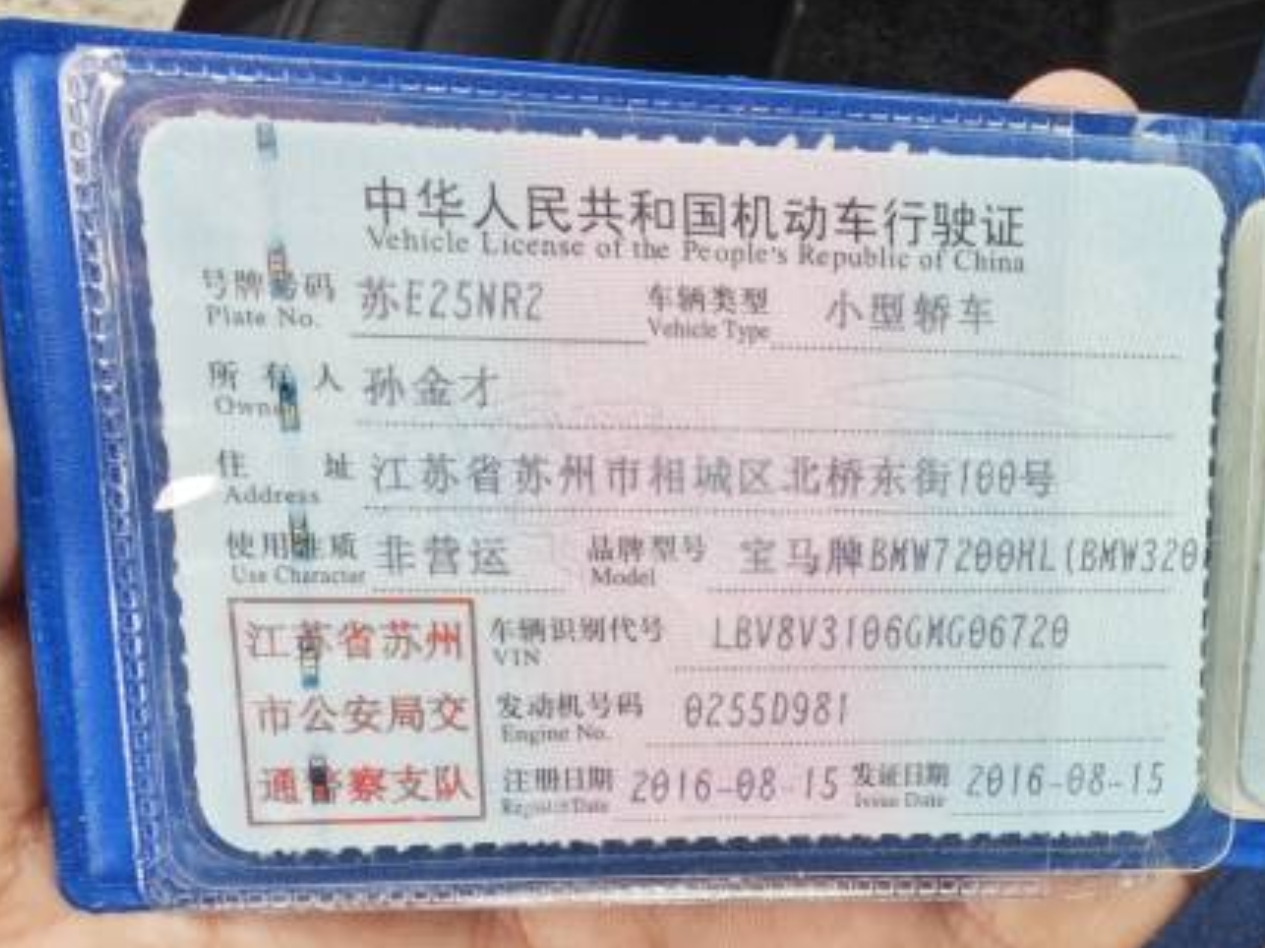 中华人民共和国机动车行驶证
Vehicle License of the People's Republic of China
号牌号码 苏E25NR2 车辆类型 小型轿车
Plate No. Vehicle Type
所有人 孙金才
Owner
住址 江苏省苏州市相城区北桥东街100号
Address
使用性质 非营运 品牌型号 宝马牌BMW7200HL(BMW320
Use Character Model
江苏省苏州 车辆识别代号 LBV8V3106GMG06720
VIN
市公安局交 发动机号码 0255D981
Engine No.
通警察支队 注册日期 2016-08-15 发证日期 2016-08-15
Register Date Issue Date